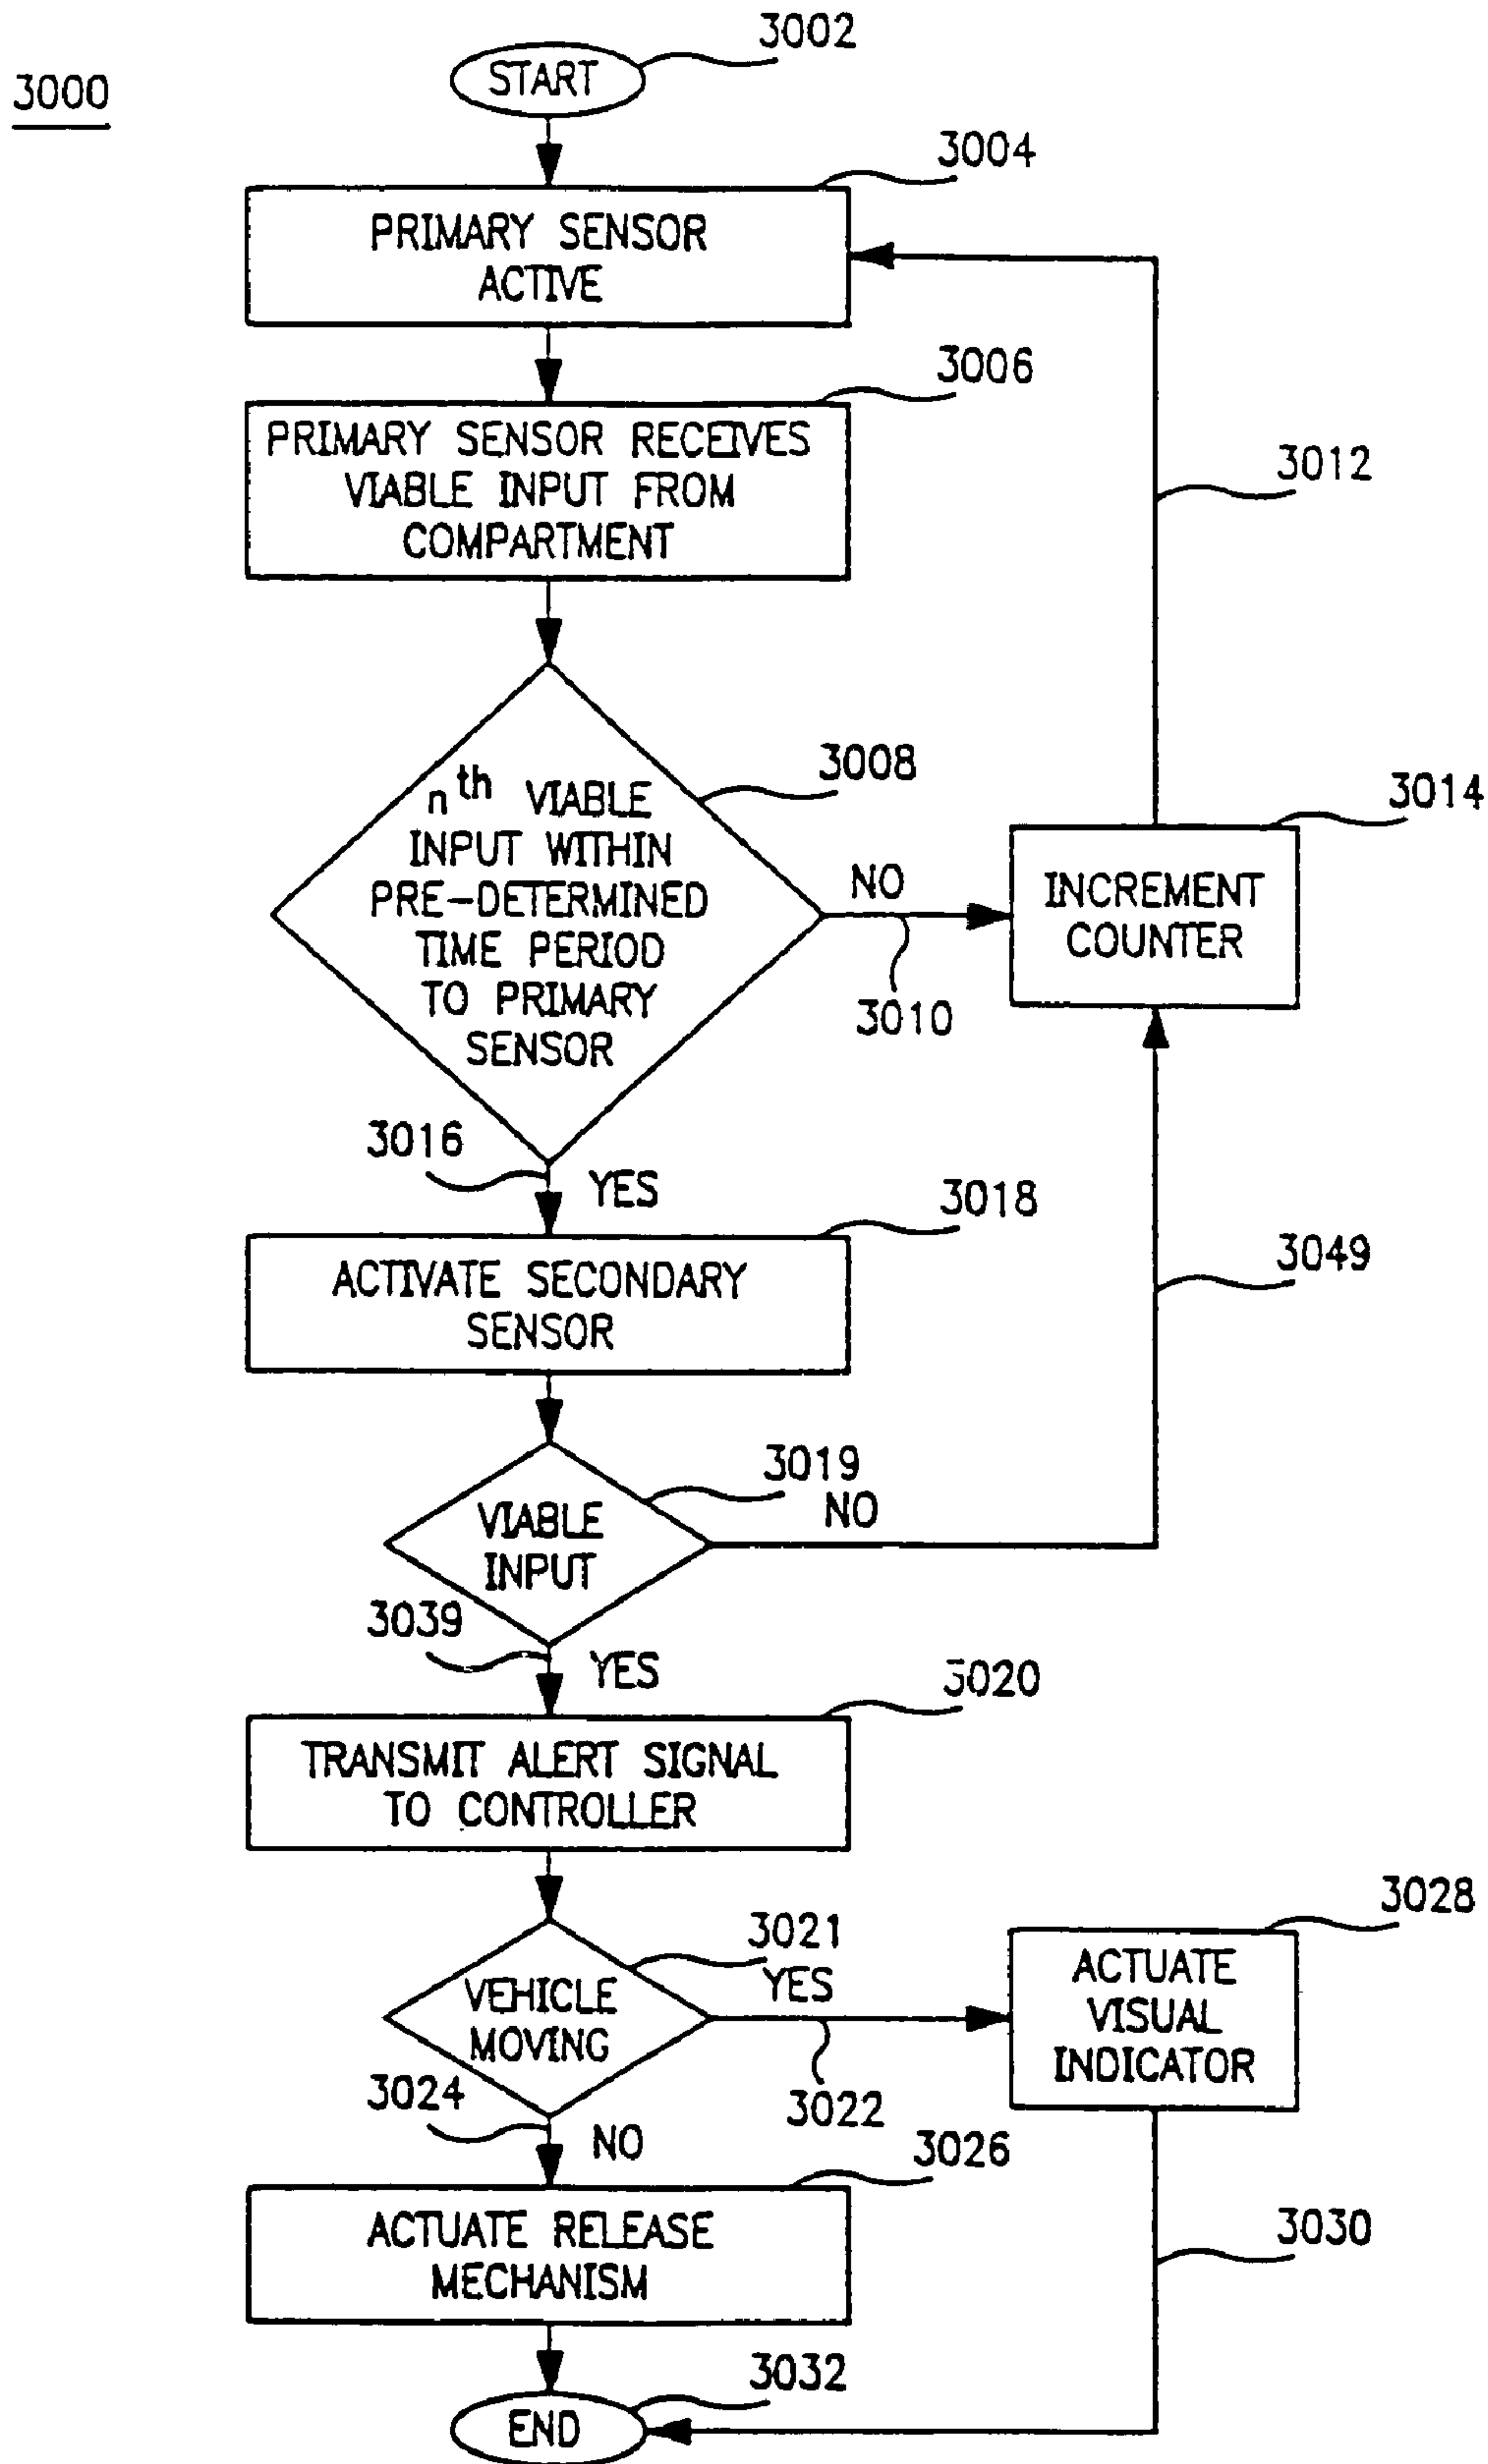 3000
START
3002
3004
PRIMARY SENSOR
ACTIVE
3006
PRIMARY SENSOR RECEIVES
VIABLE INPUT FROM
COMPARTMENT
3012
3008
nth VIABLE
INPUT WITHIN
PRE-DETERMINED
TIME PERIOD
TO PRIMARY
SENSOR
NO
3010
3014
INCREMENT
COUNTER
3016
YES
3018
ACTIVATE SECONDARY
SENSOR
3049
3019
VIABLE
INPUT
NO
3039
YES
3020
TRANSMIT ALERT SIGNAL
TO CONTROLLER
3021
VEHICLE
MOVING
YES
3022
3028
ACTUATE
VISUAL
INDICATOR
3024
NO
3026
ACTUATE RELEASE
MECHANISM
3030
3032
END